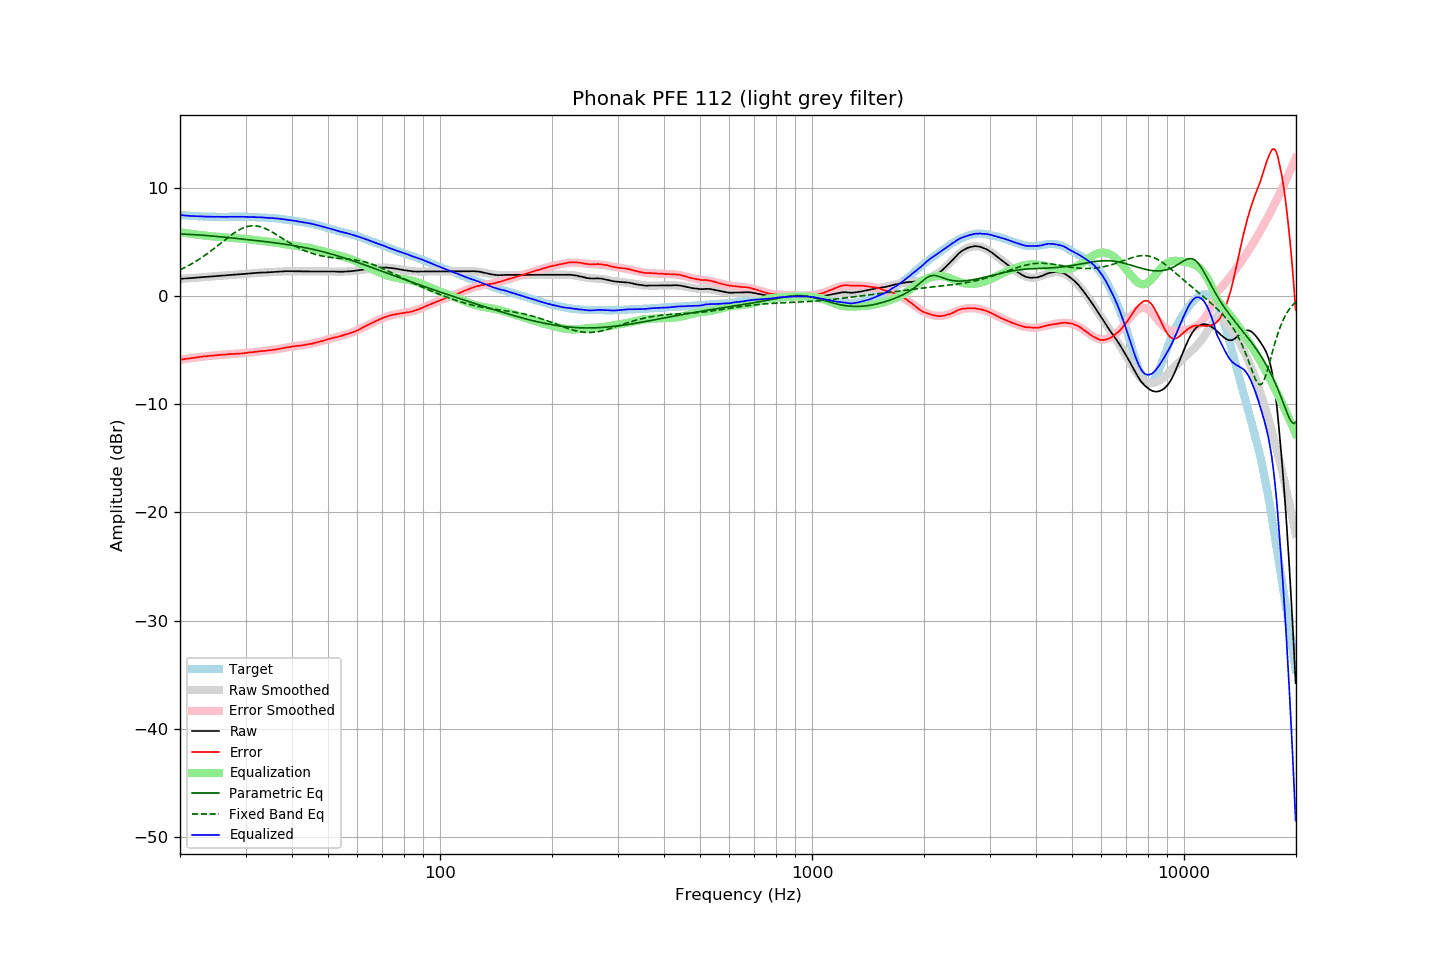 Phonak PFE 112 (light grey filter)
10
0
−10
−20
−30
−40
−50
Amplitude (dBr)
Target
Raw Smoothed
Error Smoothed
Raw
Error
Equalization
Parametric Eq
Fixed Band Eq
Equalized
100
1000
10000
Frequency (Hz)